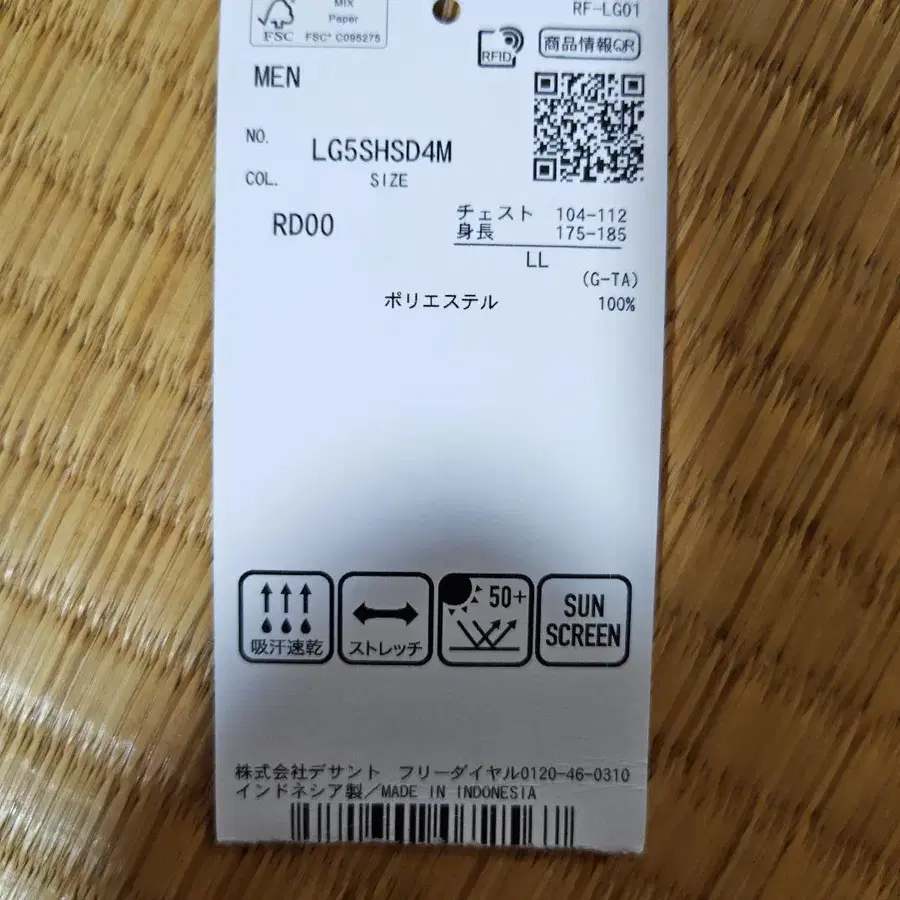 MIX
Paper
FSC® C095275
FSC
RF-LG01
RFID
商品情報QR
MEN
NO.
LG5SHSD4M
COL.
SIZE
RD00
チェスト 104-112
身長 175-185
LL
(G-TA)
ポリエステル 100%
吸汗速乾
ストレッチ
50+
SUN
SCREEN
株式会社デサント フリーダイヤル0120-46-0310
インドネシア製/MADE IN INDONESIA